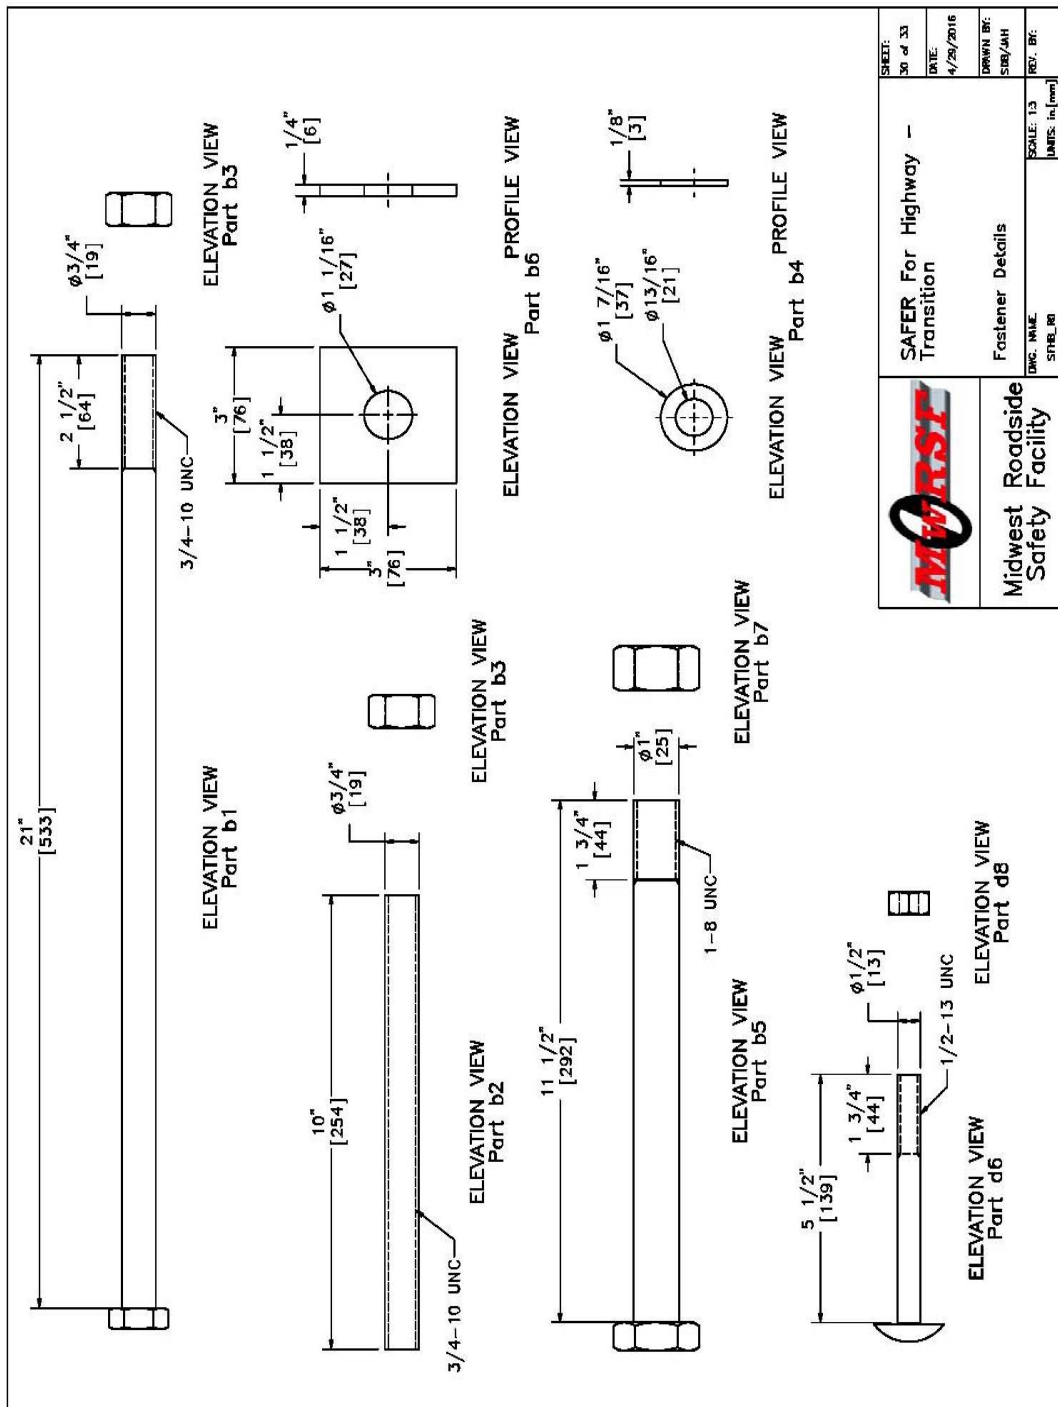 21"
[533]
2 1/2"
[64]
ø3/4"
[19]
3/4-10 UNC
ELEVATION VIEW
Part b1
ELEVATION VIEW
Part b3
10"
[254]
ø3/4"
[19]
3/4-10 UNC
ELEVATION VIEW
Part b2
ELEVATION VIEW
Part b3
3"
[76]
1 1/2"
[38]
1 1/2"
[38]
3"
[76]
ø1 1/16"
[27]
1/4"
[6]
ELEVATION VIEW
PROFILE VIEW
Part b6
11 1/2"
[292]
1 3/4"
[44]
ø1"
[25]
1-8 UNC
ELEVATION VIEW
Part b5
ELEVATION VIEW
Part b7
ø1 7/16"
[37]
ø13/16"
[21]
1/8"
[3]
ELEVATION VIEW
PROFILE VIEW
Part b4
5 1/2"
[139]
1 3/4"
[44]
ø1/2"
[13]
1/2-13 UNC
ELEVATION VIEW
Part d6
ELEVATION VIEW
Part d8
MWRSF
Midwest Roadside
Safety Facility
SAFER For Highway -
Transition
Fastener Details
SHEET:
30 of 33
DATE:
4/29/2016
DRAWN BY:
SDB/JAH
DWG. NAME.
SCALE: 1:3
UNITS: in.[mm]
REV. BY: